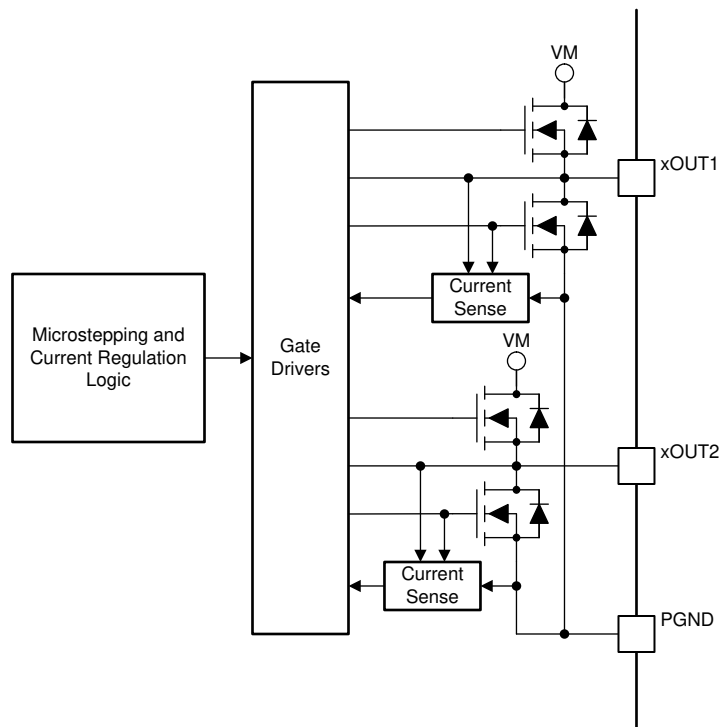 VM
xOUT1
Current
Sense
Microstepping and
Current Regulation
Logic
Gate
Drivers
VM
xOUT2
Current
Sense
PGND